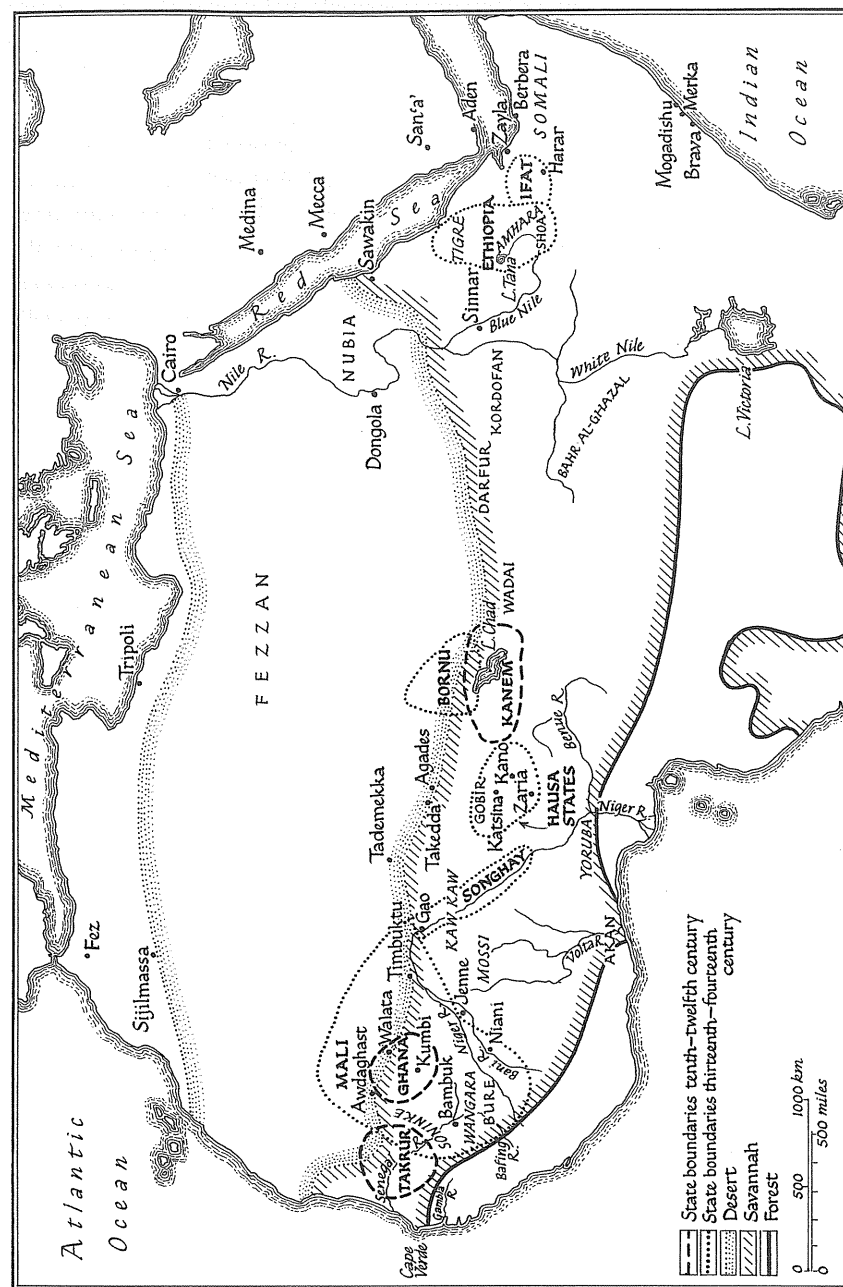 Atlantic
Ocean
Mediterranean Sea
Fez
Sijilmassa
Tripoli
Cairo
Nile R.
FEZZAN
NUBIA
Dongola
Red Sea
Medina
Mecca
San'a'
Aden
Sawakin
Zayla
Berbera
SOMALI
IFAT
Harar
TIGRE
ETHIOPIA
AMHARA
SHOA
L. Tana
Sinnar
Blue Nile
White Nile
KORDOFAN
DARFUR
BAHR AL-GHAZAL
WADAI
L. Victoria
Mogadishu
Brava
Merka
Indian
Ocean
BORNU
L. Chad
KANEM
Agades
Takedda
Tademekka
GOBIR
Katsina
Kano
Zaria
HAUSA
STATES
Benue R.
Niger R.
YORUBA
SONGHAY
KAW KAW
Gao
Timbuktu
MOSSI
Volta R.
AKAN
Walata
MALI
Awdaghast
GHANA
Kumbi
Jenne
Niger R.
Niani
Bani R.
Bambuk
WANGARA
BURE
Bafing
R.
SONINKE
TAKRUR
Senegal
Gambia
R.
Cape
Verde
State boundaries tenth–twelfth century
State boundaries thirteenth–fourteenth
century
Desert
Savannah
Forest
0 500 1000 km
0 500 miles